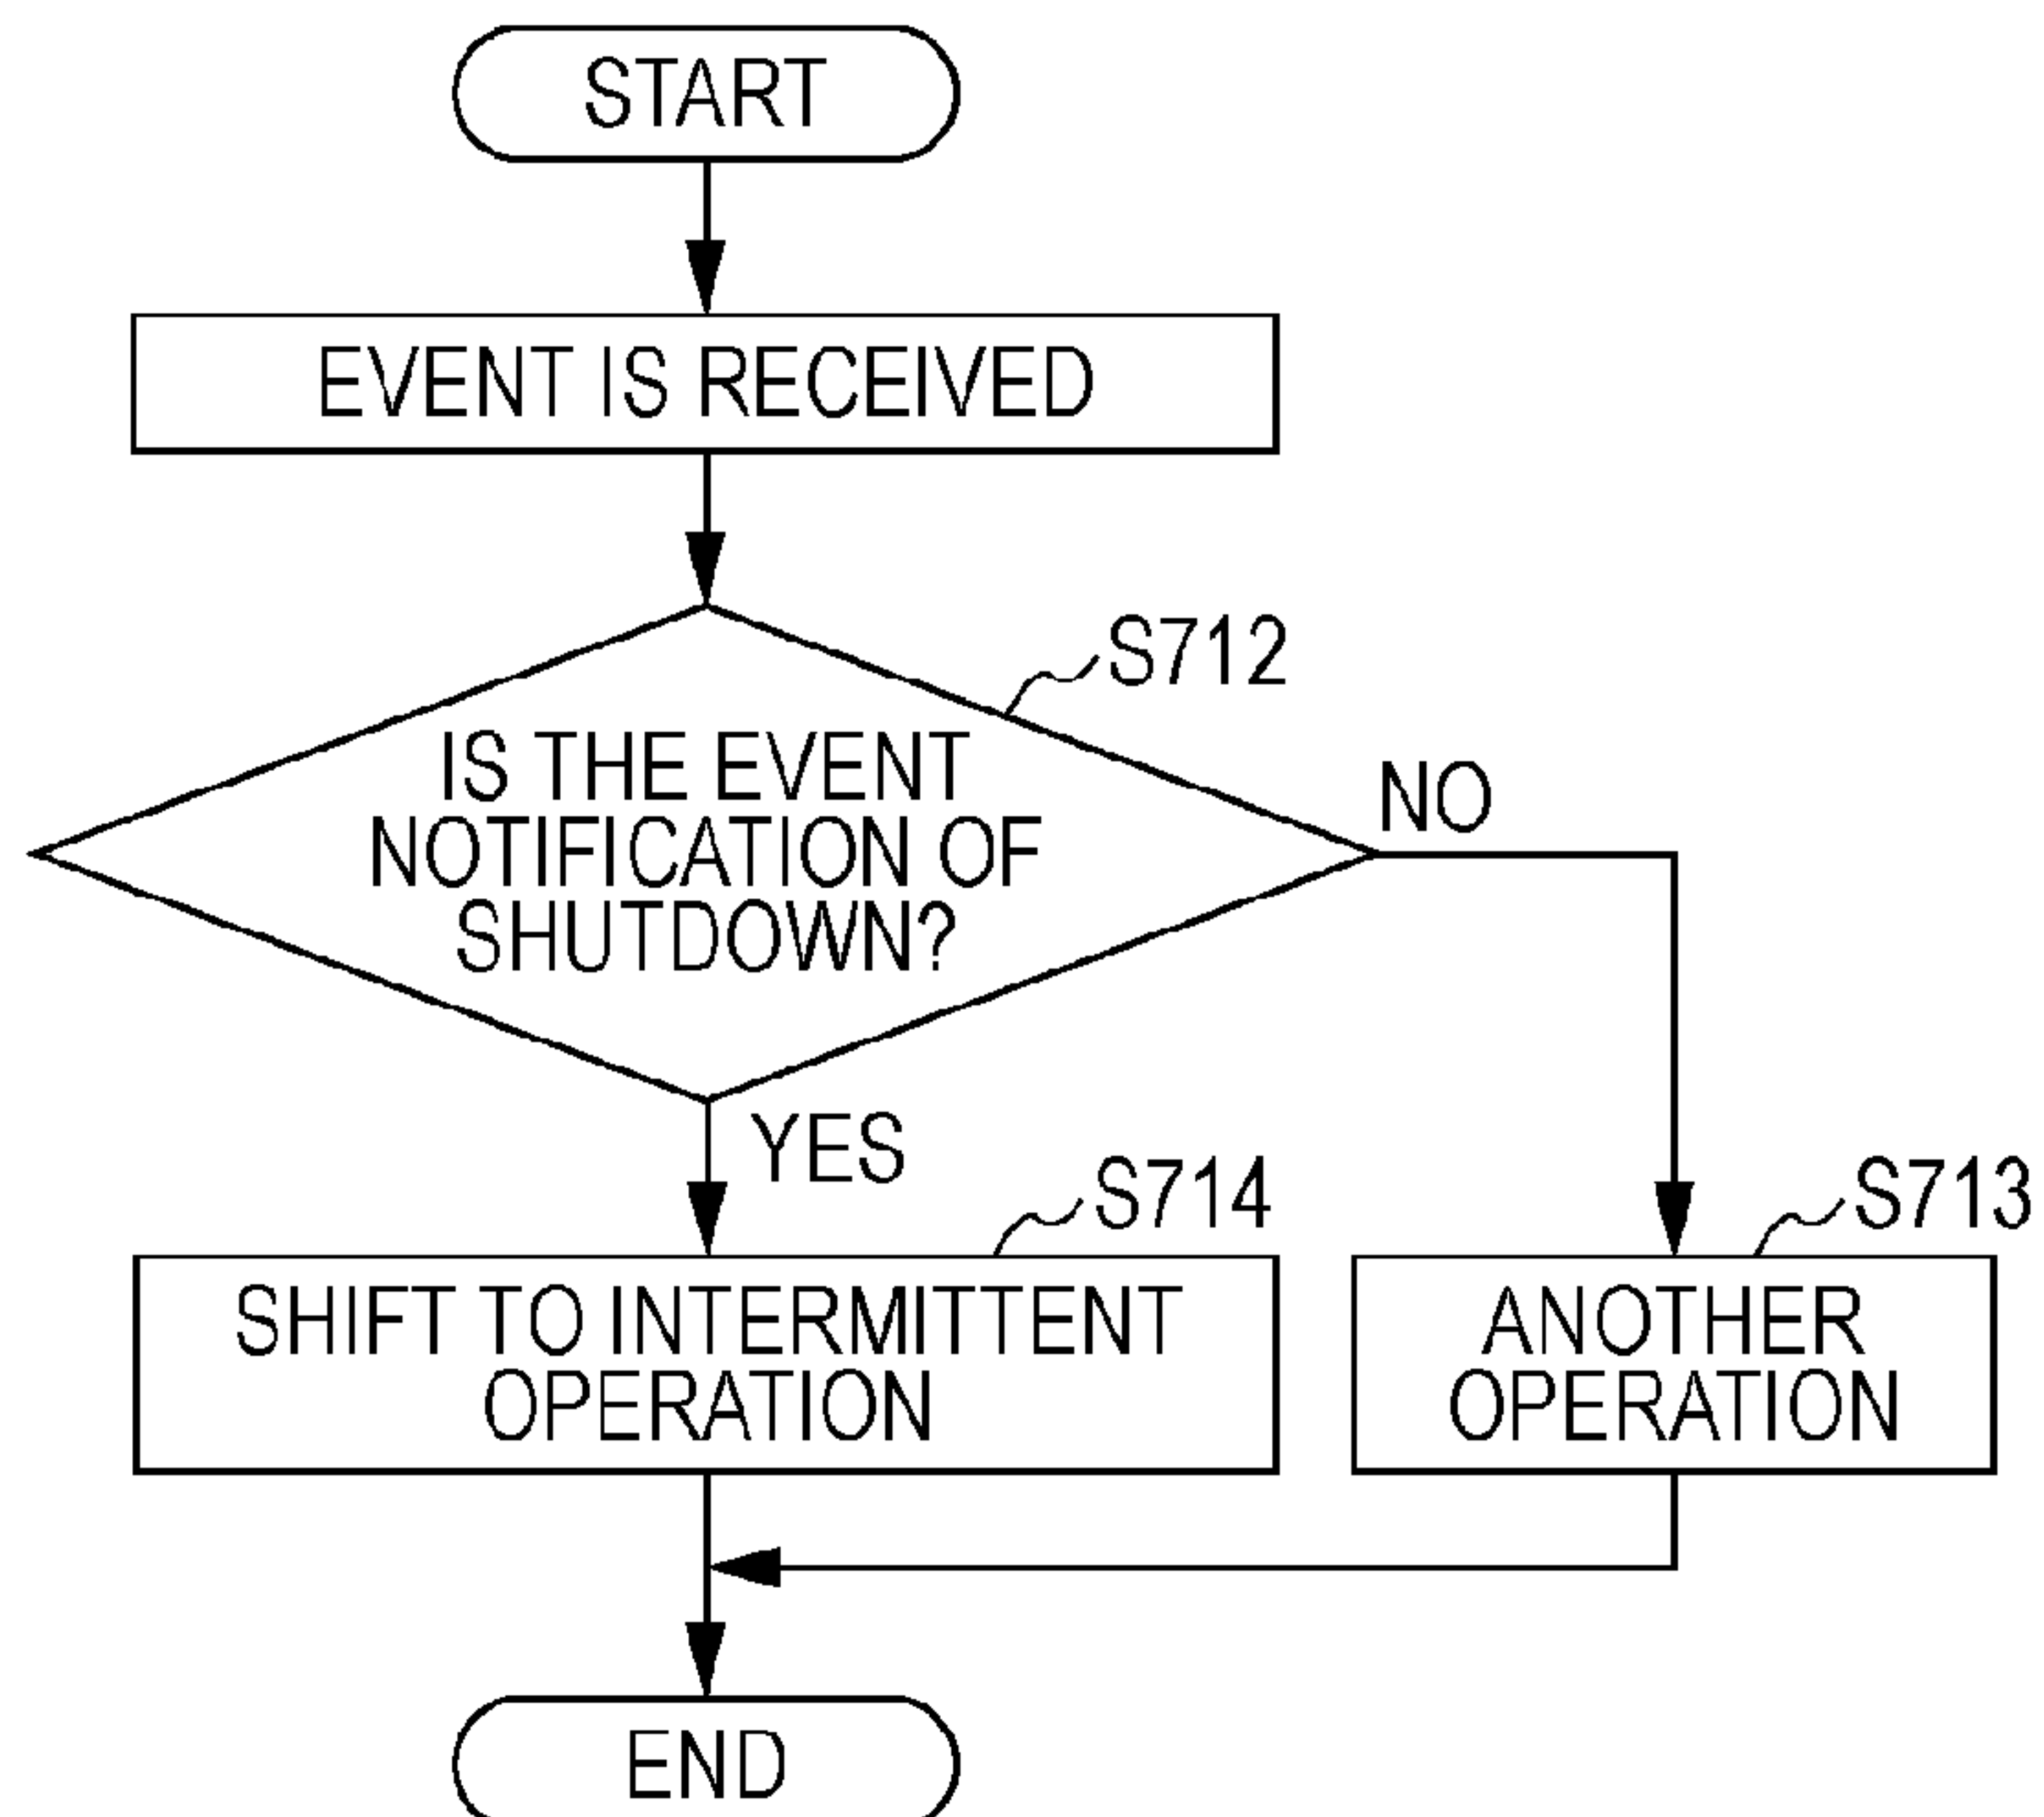 START
EVENT IS RECEIVED
S712
IS THE EVENT
NOTIFICATION OF
SHUTDOWN?
NO
YES
S714
S713
SHIFT TO INTERMITTENT
OPERATION
ANOTHER
OPERATION
END